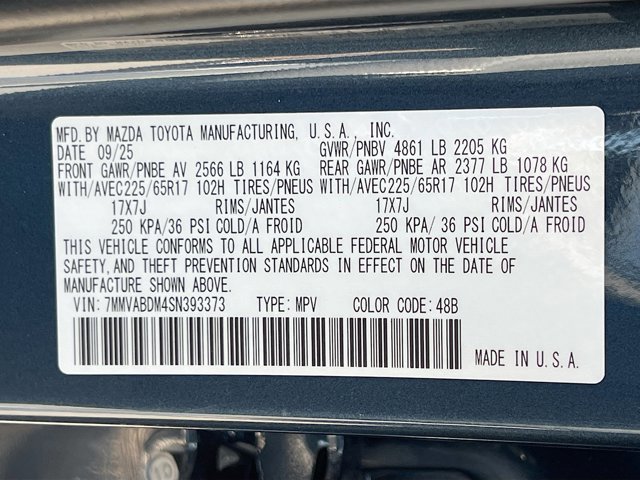 MFD. BY MAZDA TOYOTA MANUFACTURING, U.S.A., INC.
DATE 09/25 GVWR/PNBV 4861 LB 2205 KG
FRONT GAWR/PNBE AV 2566 LB 1164 KG REAR GAWR/PNBE AR 2377 LB 1078 KG
WITH/AVEC 225/65R17 102H TIRES/PNEUS WITH/AVEC 225/65R17 102H TIRES/PNEUS
17X7J RIMS/JANTES 17X7J RIMS/JANTES
250 KPA/36 PSI COLD/A FROID 250 KPA/ 36 PSI COLD/A FROID
THIS VEHICLE CONFORMS TO ALL APPLICABLE FEDERAL MOTOR VEHICLE
SAFETY, AND THEFT PREVENTION STANDARDS IN EFFECT ON THE DATE OF
MANUFACTURE SHOWN ABOVE.
VIN: 7MMVABDM4SN393373 TYPE: MPV COLOR CODE: 48B
MADE IN U.S.A.